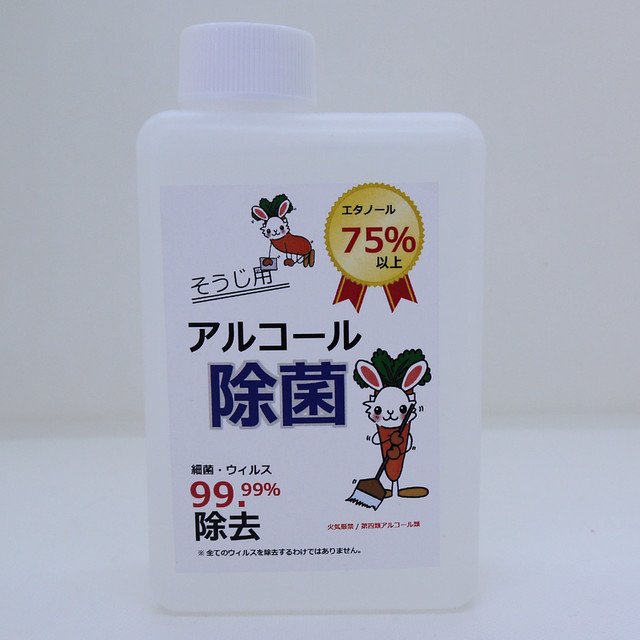 エタノール
75%
以上
そうじ用
アルコール
除菌
細菌・ウィルス
99.99%
除去
火気厳禁 / 第四類アルコール類
※ 全てのウィルスを除去するわけではありません。